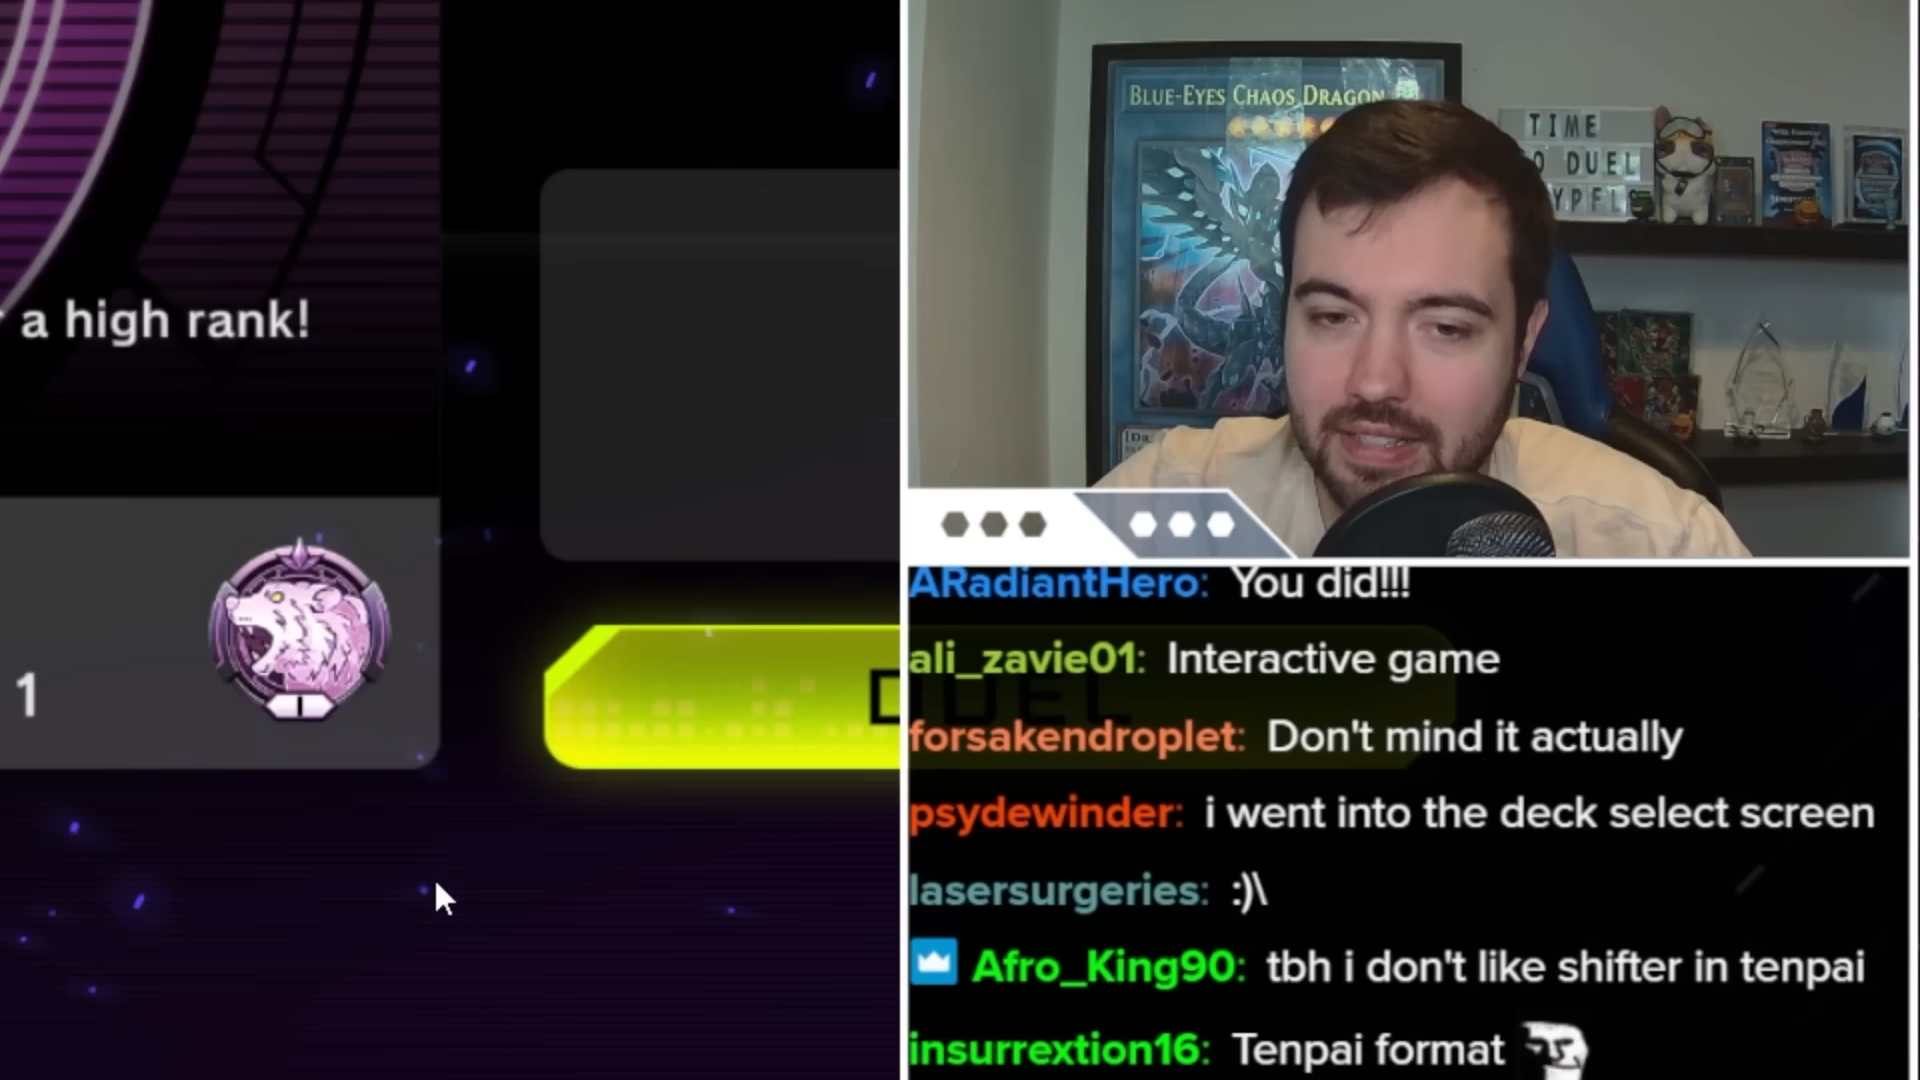 a high rank!
1
I
DUEL
BLUE-EYES CHAOS DRAGON
TIME
O DUEL
YPFL
ARadiantHero: You did!!!
ali_zavie01: Interactive game
forsakendroplet: Don't mind it actually
psydewinder: i went into the deck select screen
lasersurgeries: :)\
Afro_King90: tbh i don't like shifter in tenpai
insurrextion16: Tenpai format